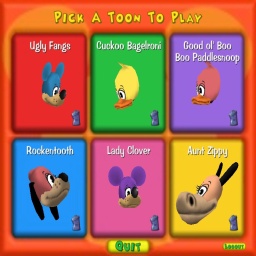 Pick A Toon To Play
Ugly Fangs
Cuckoo Bagelroni
Good ol' Boo
Boo Paddlesnoop
Rockentooth
Lady Clover
Aunt Zippy
Quit
Logout